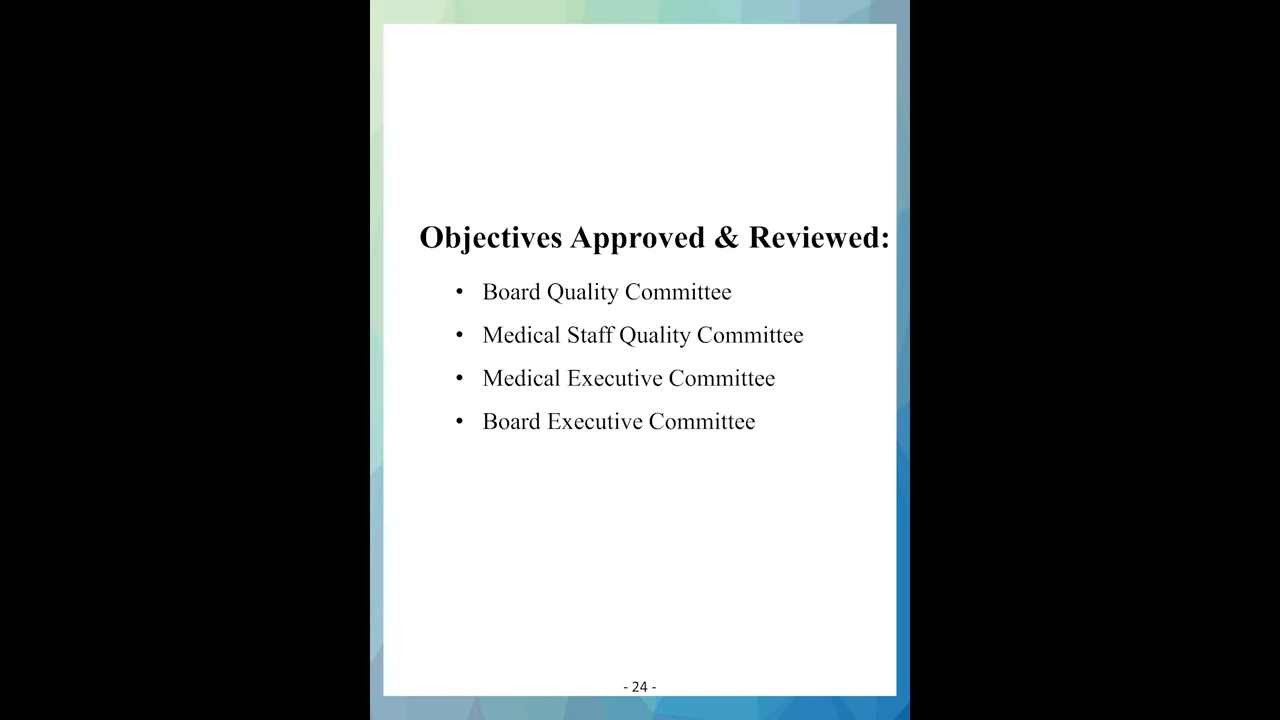 Objectives Approved & Reviewed:
• Board Quality Committee
• Medical Staff Quality Committee
• Medical Executive Committee
• Board Executive Committee
- 24 -